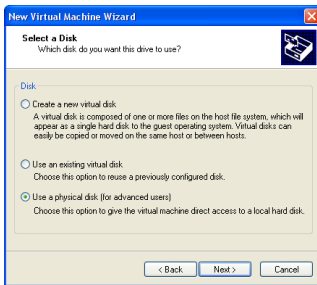 New Virtual Machine Wizard
Select a Disk
Which disk do you want this drive to use?
Disk
Create a new virtual disk
A virtual disk is composed of one or more files on the host file system, which will
appear as a single hard disk to the guest operating system. Virtual disks can
easily be copied or moved on the same host or between hosts.
Use an existing virtual disk
Choose this option to reuse a previously configured disk.
Use a physical disk (for advanced users)
Choose this option to give the virtual machine direct access to a local hard disk.
< Back Next > Cancel